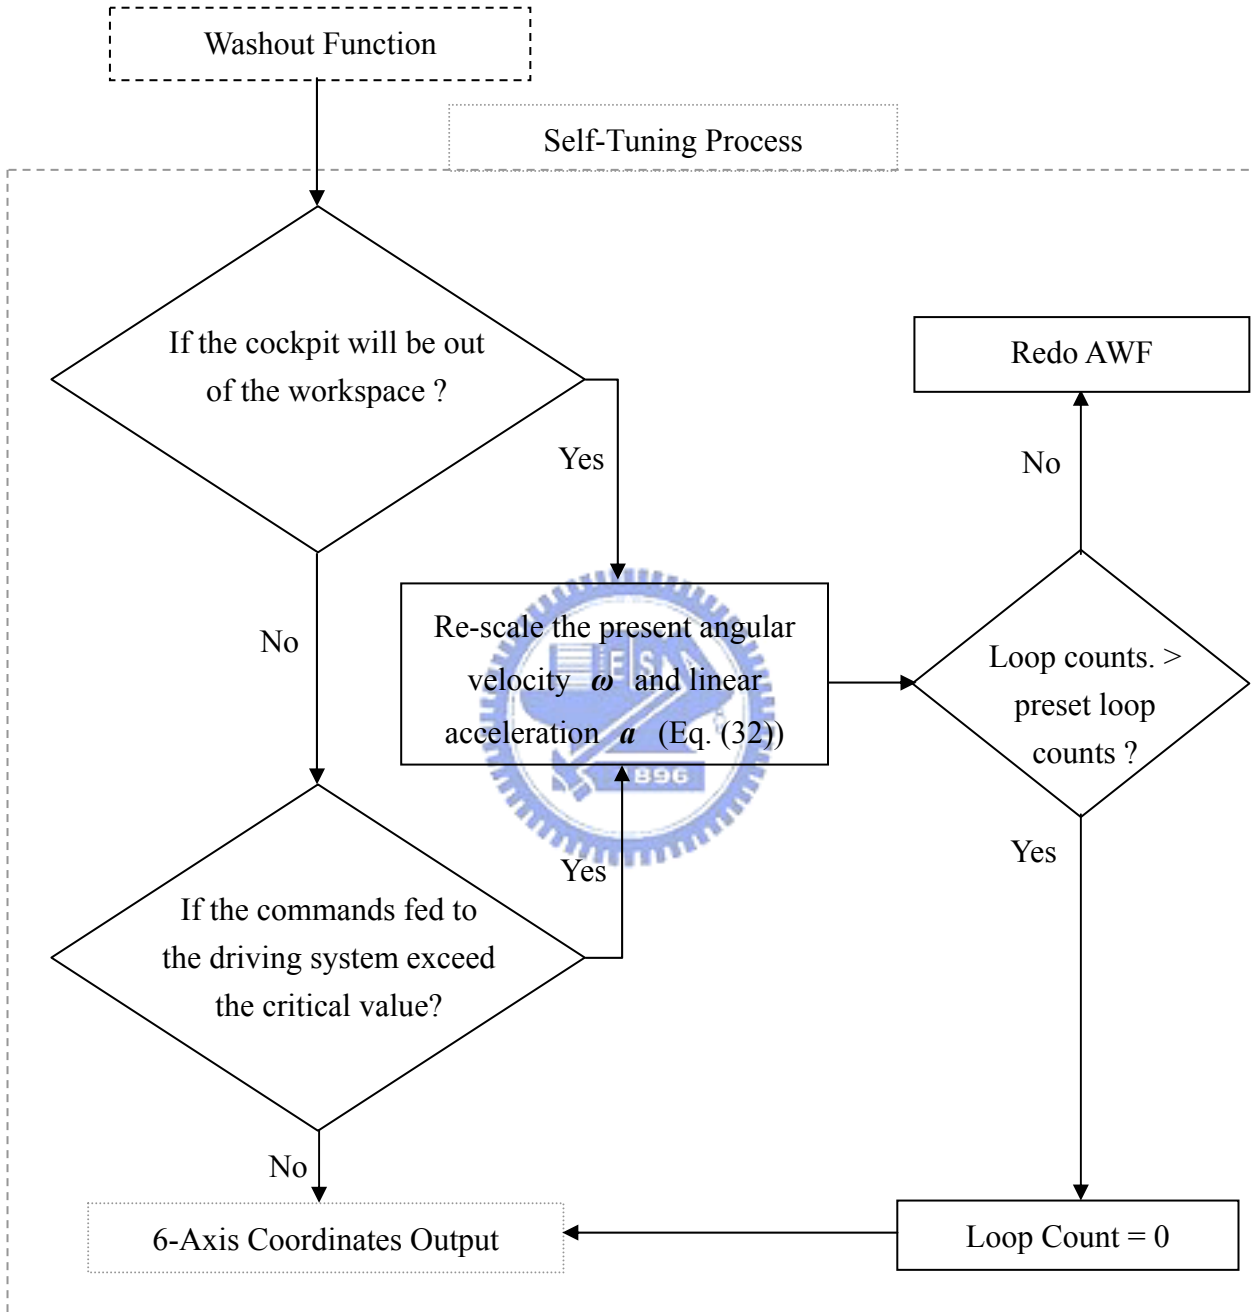 Washout Function
Self-Tuning Process
If the cockpit will be out
of the workspace ?
Redo AWF
Yes
No
No
Re-scale the present angular
velocity ω and linear
acceleration a (Eq. (32))
ES
896
Loop counts. >
preset loop
counts ?
Yes
Yes
If the commands fed to
the driving system exceed
the critical value?
No
6-Axis Coordinates Output
Loop Count = 0